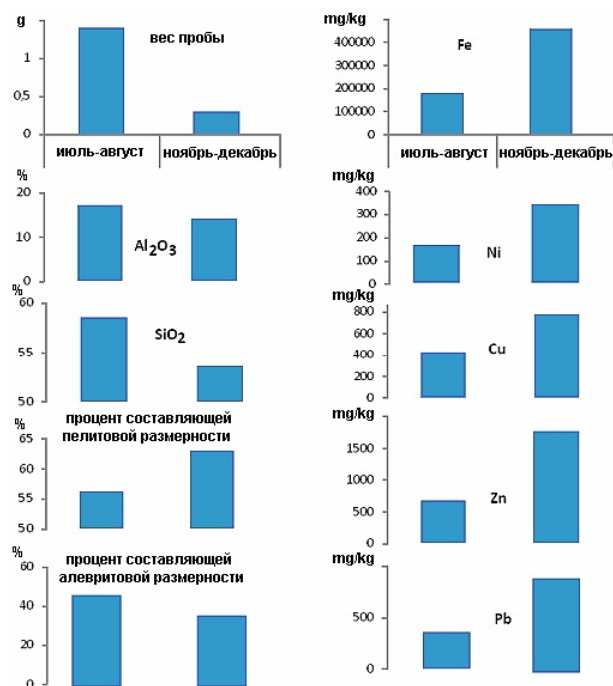 g
вес пробы
1
0,5
0
июль-август
ноябрь-декабрь
%
20
10
0
Al₂O₃
%
60
55
50
SiO₂
процент составляющей
пелитовой размерности
%
65
60
55
50
процент составляющей
алевритовой размерности
%
60
40
20
0
mg/kg
Fe
400000
300000
200000
100000
0
июль-август
ноябрь-декабрь
mg/kg
400
300
200
100
0
Ni
mg/kg
800
600
400
200
0
Cu
mg/kg
1500
1000
500
0
Zn
mg/kg
500
0
Pb